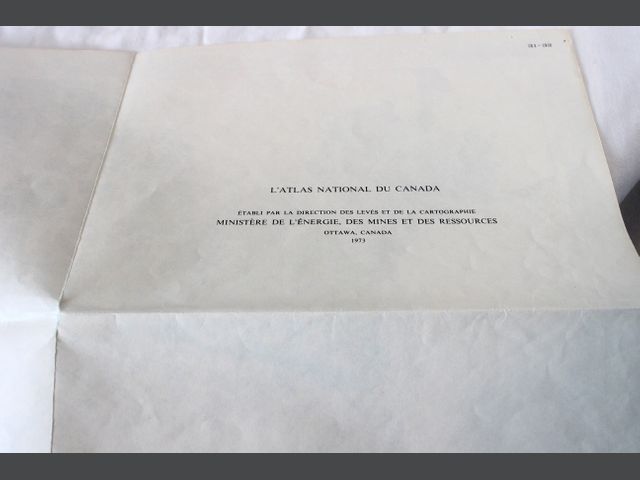 L'ATLAS NATIONAL DU CANADA
ÉTABLI PAR LA DIRECTION DES LEVÉS ET DE LA CARTOGRAPHIE
MINISTÈRE DE L'ÉNERGIE, DES MINES ET DES RESSOURCES
OTTAWA, CANADA
1973